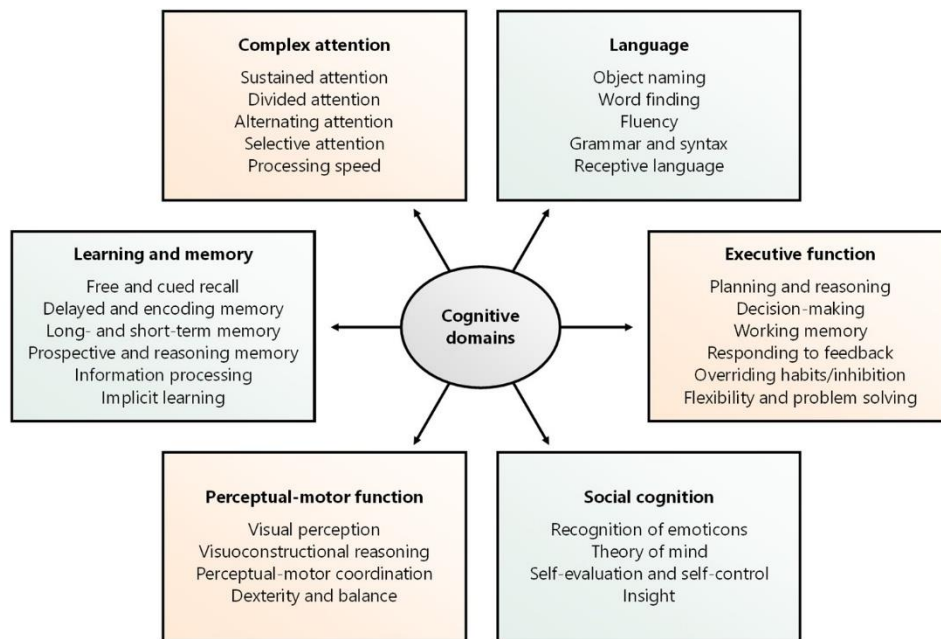 Complex attention
Sustained attention
Divided attention
Alternating attention
Selective attention
Processing speed
Language
Object naming
Word finding
Fluency
Grammar and syntax
Receptive language
Learning and memory
Free and cued recall
Delayed and encoding memory
Long- and short-term memory
Prospective and reasoning memory
Information processing
Implicit learning
Cognitive
domains
Executive function
Planning and reasoning
Decision-making
Working memory
Responding to feedback
Overriding habits/inhibition
Flexibility and problem solving
Perceptual-motor function
Visual perception
Visuoconstructional reasoning
Perceptual-motor coordination
Dexterity and balance
Social cognition
Recognition of emoticons
Theory of mind
Self-evaluation and self-control
Insight